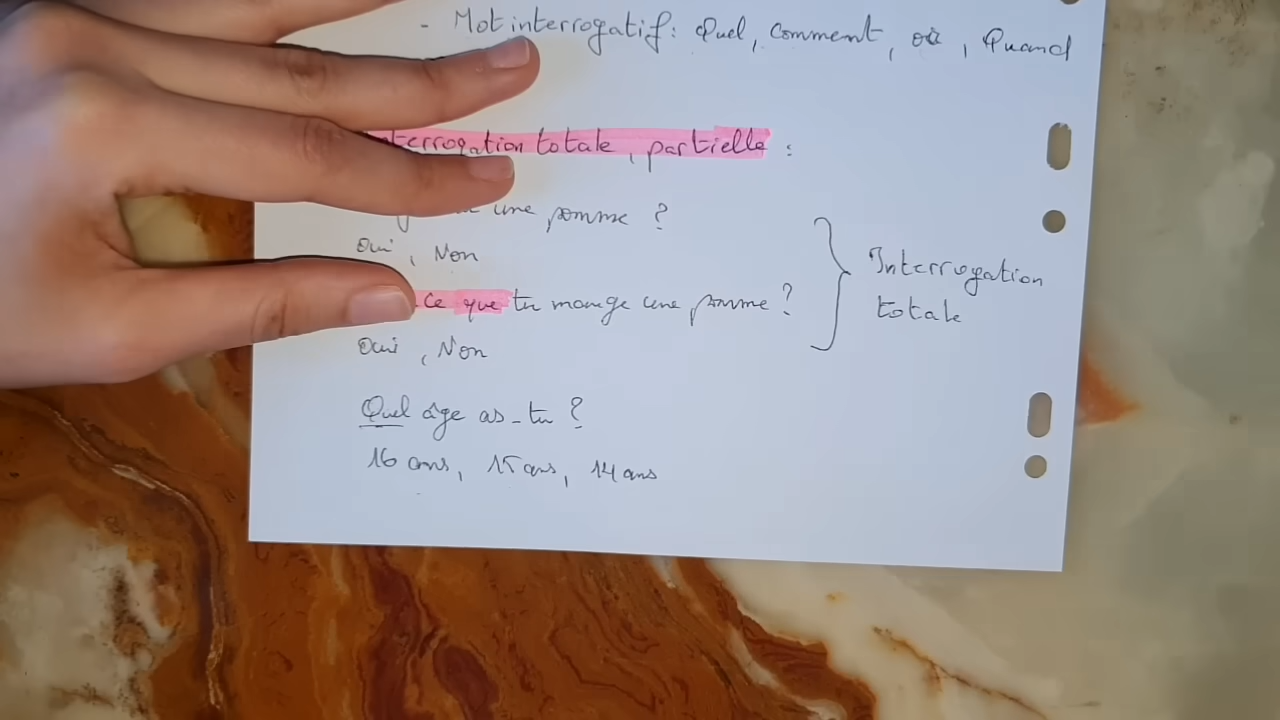 - Mot interrogatif : Quel, comment, où, Quand
nterrogation totale, partielle :
une pomme ?
Oui, Non
ce que tu mange une pomme ?
Oui, Non
Interrogation
totale
Quel âge as-tu ?
16 ans, 15 ans, 14 ans